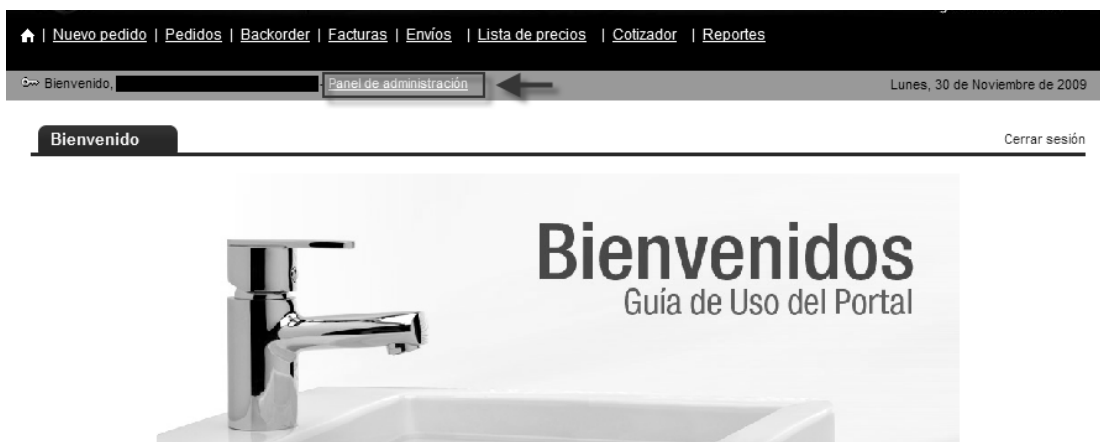 | Nuevo pedido | Pedidos | Backorder | Facturas | Envíos | Lista de precios | Cotizador | Reportes
Bienvenido, - Panel de administración Lunes, 30 de Noviembre de 2009
Bienvenido Cerrar sesión
Bienvenidos
Guía de Uso del Portal